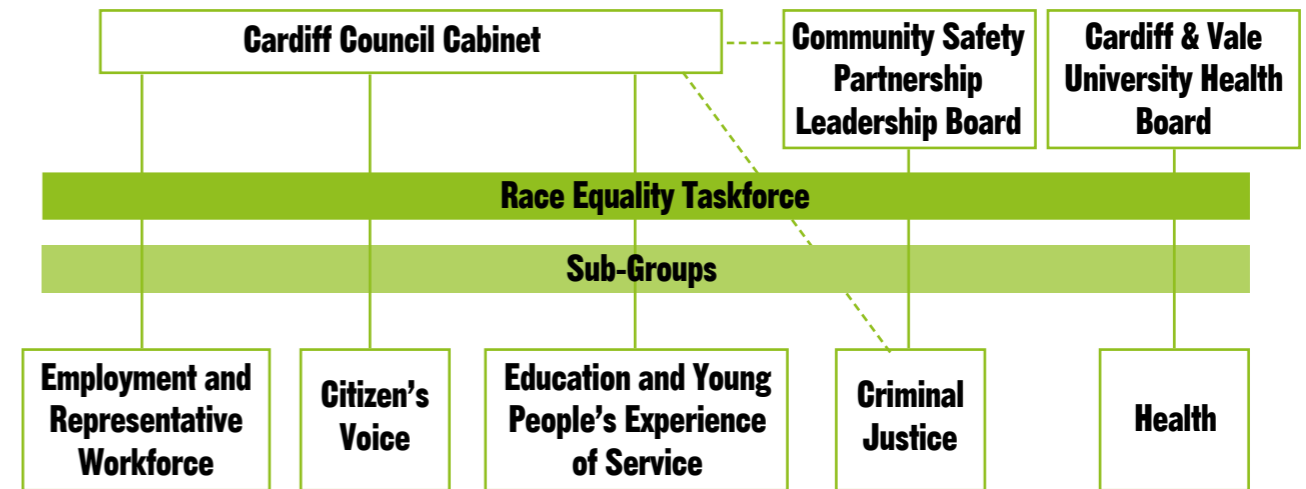 Cardiff Council Cabinet
Community Safety
Partnership
Leadership Board
Cardiff & Vale
University Health
Board
Race Equality Taskforce
Sub-Groups
Employment and
Representative
Workforce
Citizen’s
Voice
Education and Young
People’s Experience
of Service
Criminal
Justice
Health